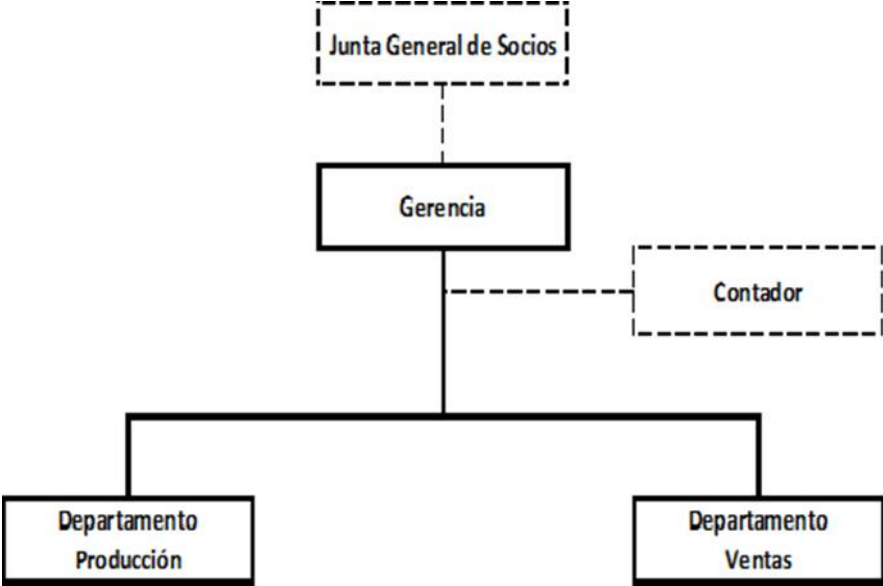 Junta General de Socios
Gerencia
Contador
Departamento
Producción
Departamento
Ventas